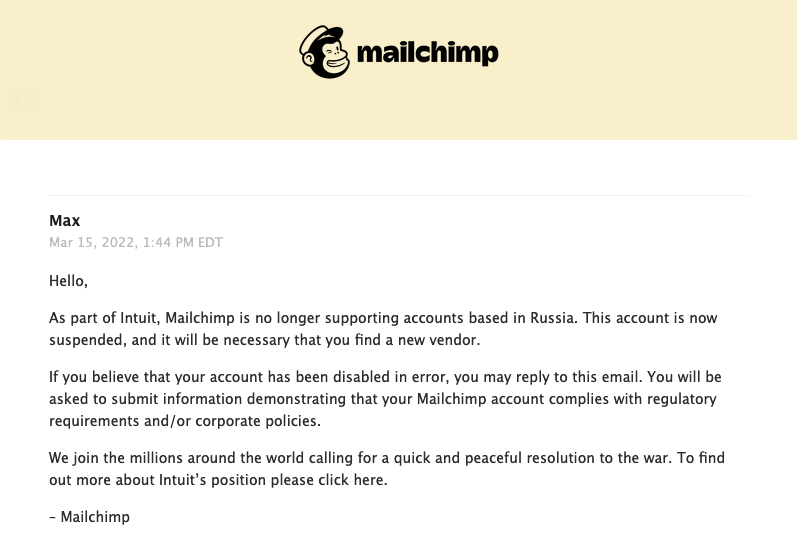 mailchimp
Max
Mar 15, 2022, 1:44 PM EDT
Hello,
As part of Intuit, Mailchimp is no longer supporting accounts based in Russia. This account is now
suspended, and it will be necessary that you find a new vendor.
If you believe that your account has been disabled in error, you may reply to this email. You will be
asked to submit information demonstrating that your Mailchimp account complies with regulatory
requirements and/or corporate policies.
We join the millions around the world calling for a quick and peaceful resolution to the war. To find
out more about Intuit’s position please click here.
– Mailchimp